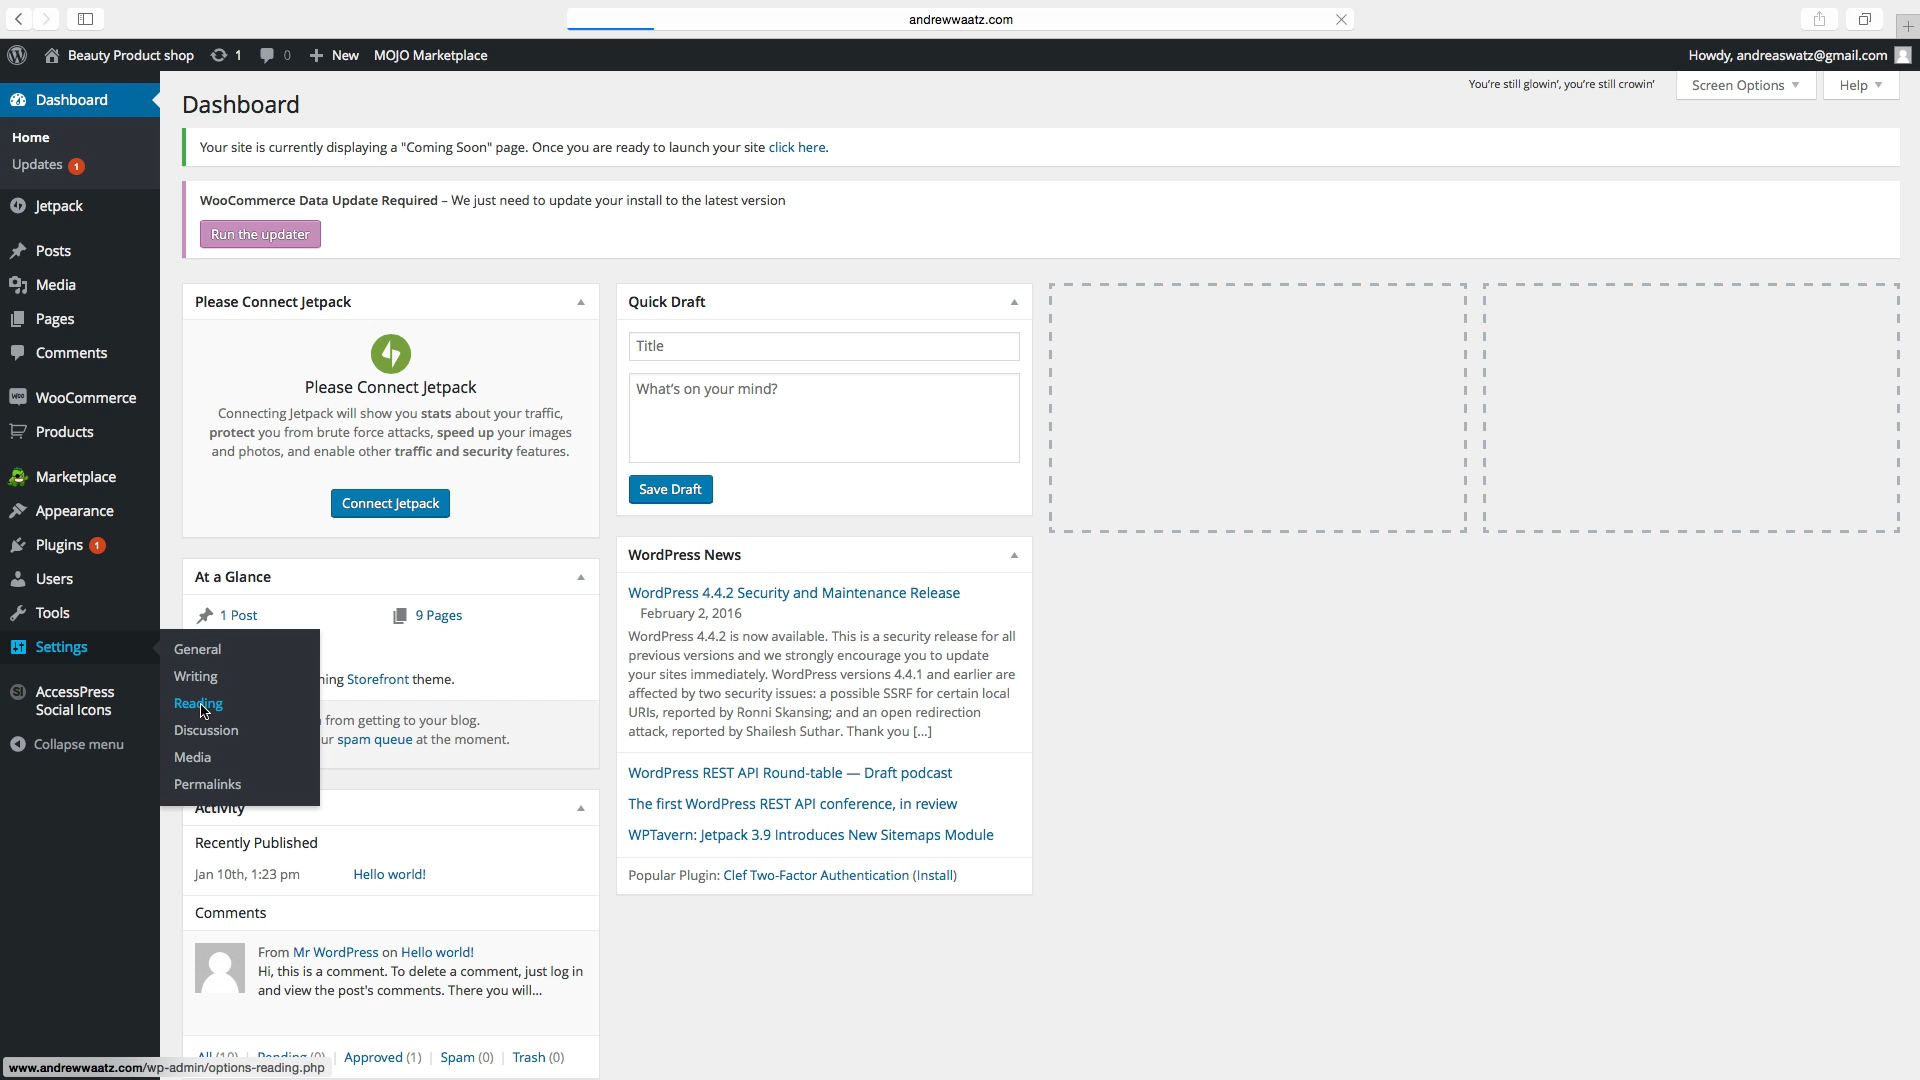 andrewwaatz.com
Beauty Product shop 1 0 New MOJO Marketplace
Howdy, andreaswatz@gmail.com
You're still glowin', you're still crowin'
Screen Options
Help
Dashboard
Home
Updates 1
Jetpack
Posts
Media
Pages
Comments
WooCommerce
Products
Marketplace
Appearance
Plugins 1
Users
Tools
Settings
AccessPress
Social Icons
Collapse menu
General
Writing
Reading
Discussion
Media
Permalinks
Dashboard
Your site is currently displaying a "Coming Soon" page. Once you are ready to launch your site click here.
WooCommerce Data Update Required – We just need to update your install to the latest version
Run the updater
Please Connect Jetpack
Please Connect Jetpack
Connecting Jetpack will show you stats about your traffic,
protect you from brute force attacks, speed up your images
and photos, and enable other traffic and security features.
Connect Jetpack
At a Glance
1 Post
9 Pages
Storefront theme.
from getting to your blog.
spam queue at the moment.
Activity
Recently Published
Jan 10th, 1:23 pm
Hello world!
Comments
From Mr WordPress on Hello world!
Hi, this is a comment. To delete a comment, just log in
and view the post's comments. There you will...
Approved (1) | Spam (0) | Trash (0)
Quick Draft
Title
What's on your mind?
Save Draft
WordPress News
WordPress 4.4.2 Security and Maintenance Release
February 2, 2016
WordPress 4.4.2 is now available. This is a security release for all
previous versions and we strongly encourage you to update
your sites immediately. WordPress versions 4.4.1 and earlier are
affected by two security issues: a possible SSRF for certain local
URIs, reported by Ronni Skansing; and an open redirection
attack, reported by Shailesh Suthar. Thank you [...]
WordPress REST API Round-table — Draft podcast
The first WordPress REST API conference, in review
WPTavern: Jetpack 3.9 Introduces New Sitemaps Module
Popular Plugin: Clef Two-Factor Authentication (Install)
www.andrewwaatz.com/wp-admin/options-reading.php